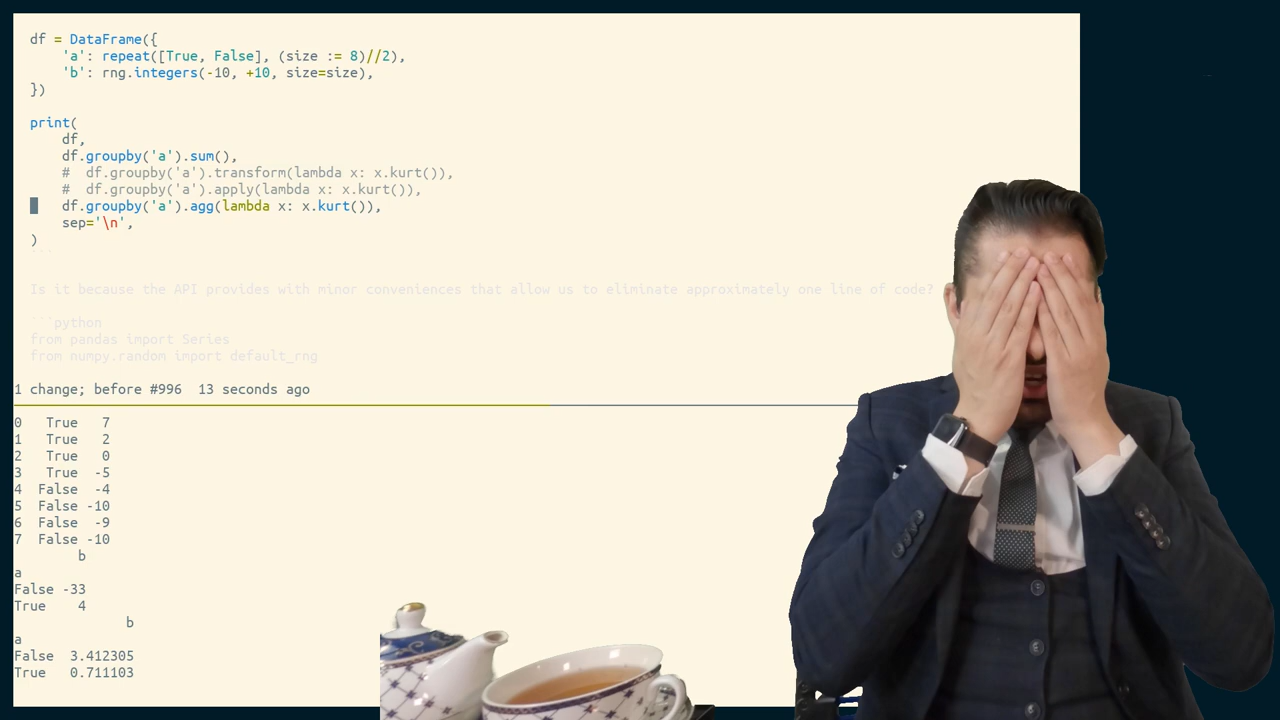 df = DataFrame({
    'a': repeat([True, False], (size := 8)//2),
    'b': rng.integers(-10, +10, size=size),
})
print(
    df,
    df.groupby('a').sum(),
    #  df.groupby('a').transform(lambda x: x.kurt()),
    #  df.groupby('a').apply(lambda x: x.kurt()),
    df.groupby('a').agg(lambda x: x.kurt()),
    sep='\n',
)
```
Is it because the API provides with minor conveniences that allow us to eliminate approximately one line of code?
```python
from pandas import Series
from numpy.random import default_rng
1 change; before #996  13 seconds ago
0   True   7
1   True   2
2   True   0
3   True  -5
4  False  -4
5  False -10
6  False  -9
7  False -10
        b
a
False -33
True    4
              b
a
False  3.412305
True   0.711103